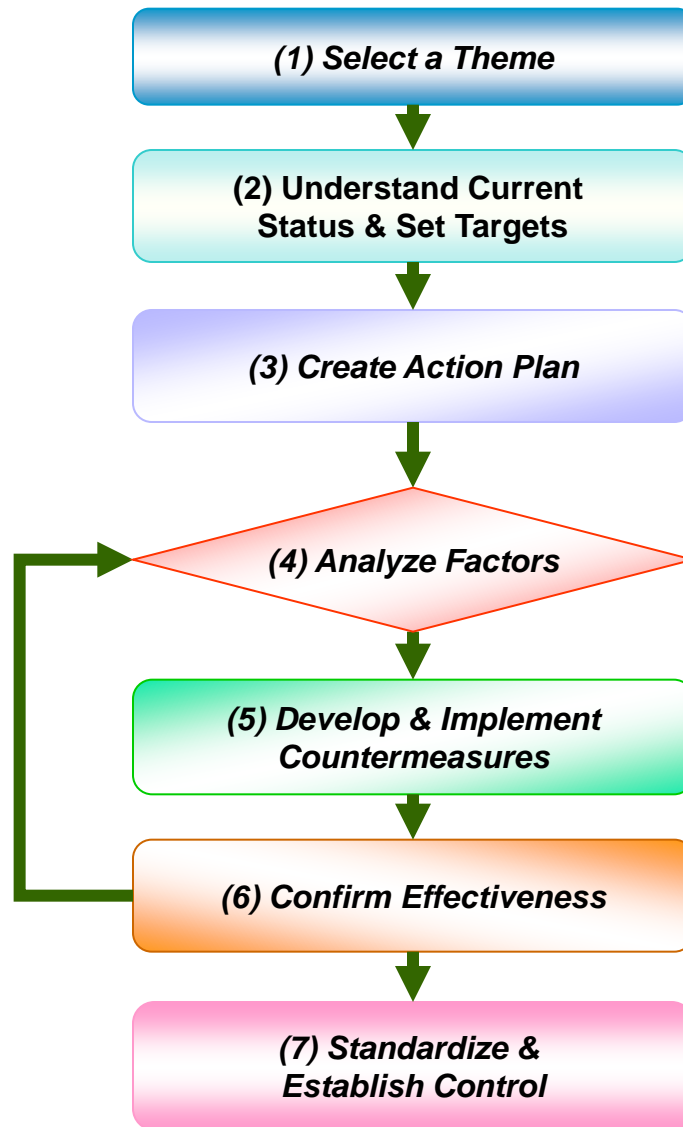 (1) Select a Theme
(2) Understand Current
Status & Set Targets
(3) Create Action Plan
(4) Analyze Factors
(5) Develop & Implement
Countermeasures
(6) Confirm Effectiveness
(7) Standardize &
Establish Control